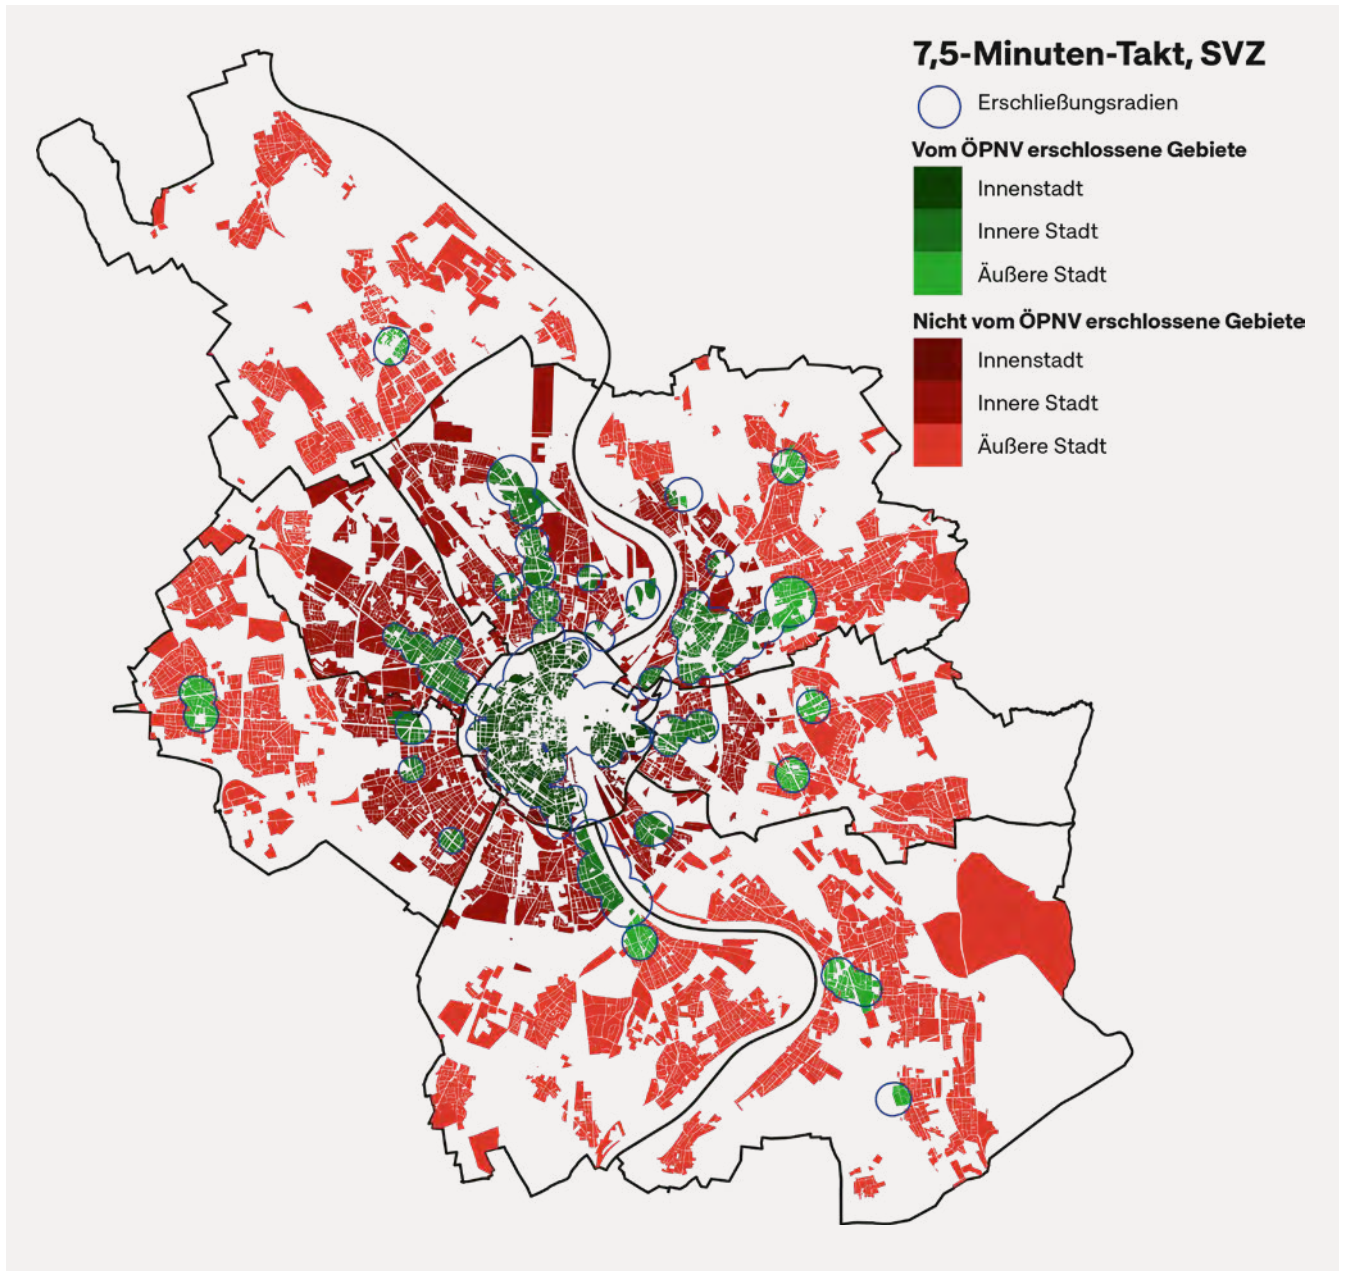 7,5-Minuten-Takt, SVZ
Erschließungsradien
Vom ÖPNV erschlossene Gebiete
Innenstadt
Innere Stadt
Äußere Stadt
Nicht vom ÖPNV erschlossene Gebiete
Innenstadt
Innere Stadt
Äußere Stadt